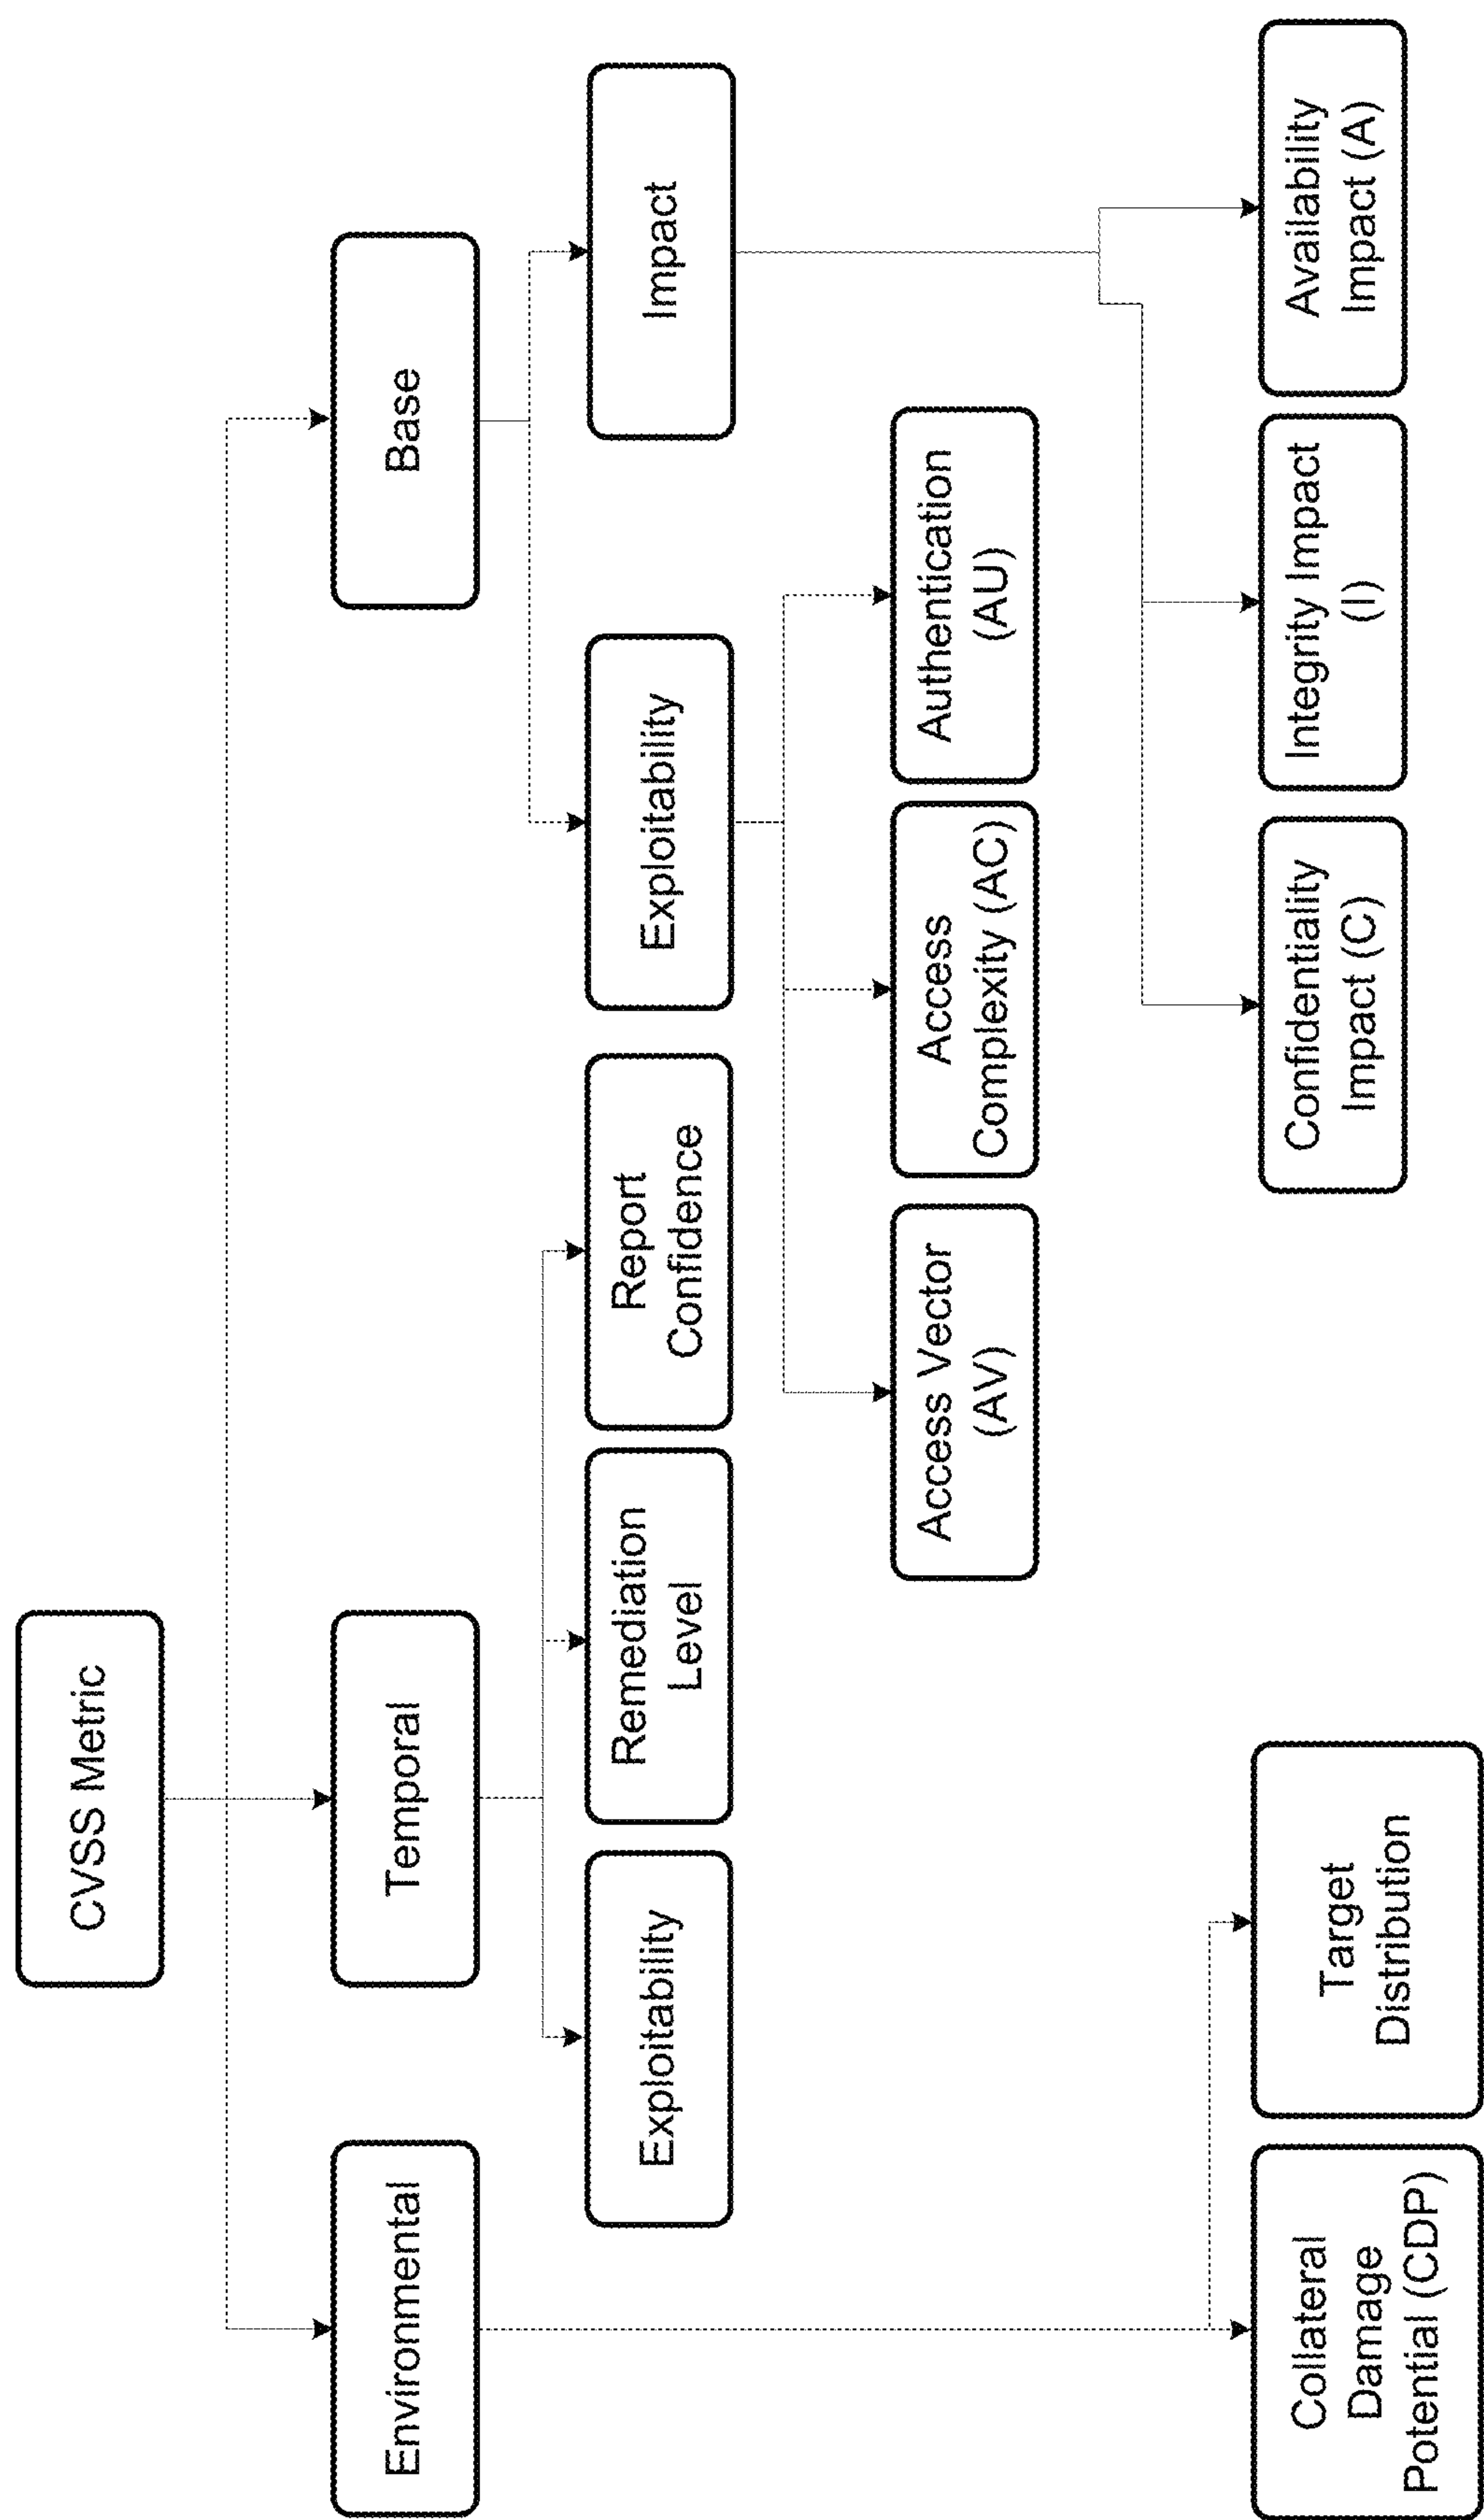 CVSS Metric
Environmental
Temporal
Base
Exploitability
Remediation
Level
Report
Confidence
Exploitability
Impact
Access Vector
(AV)
Access
Complexity (AC)
Authentication
(AU)
Collateral
Damage
Potential (CDP)
Target
Distribution
Confidentiality
Impact (C)
Integrity Impact
(I)
Availability
Impact (A)